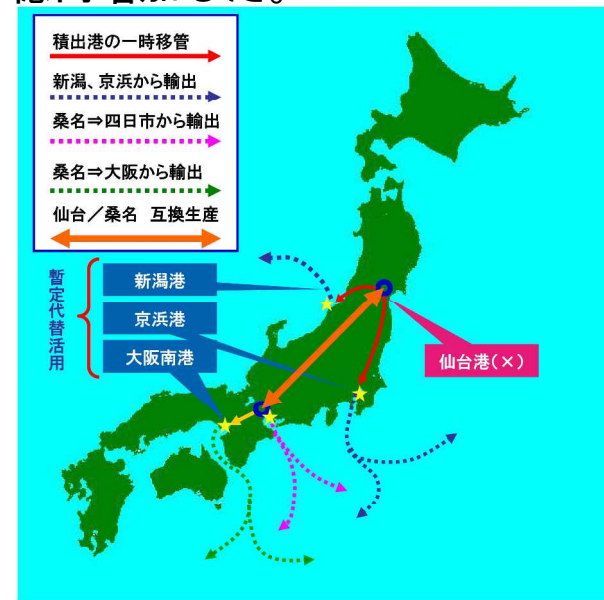 積出港の一時移管
新潟、京浜から輸出
桑名⇒四日市から輸出
桑名⇒大阪から輸出
仙台／桑名 互換生産
暫定代替活用
新潟港
京浜港
大阪南港
仙台港(×)